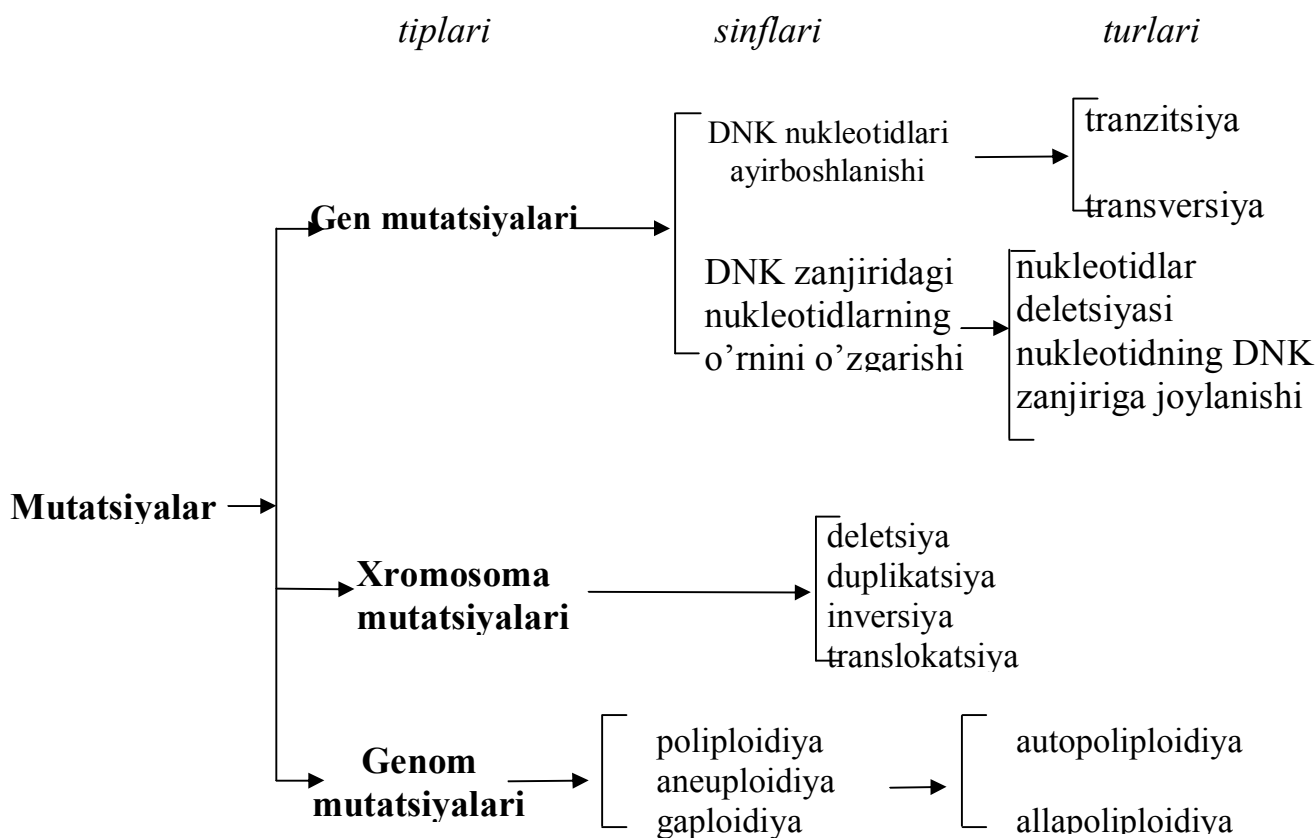 tiplari sinflari turlari
DNK nukleotidlari
ayirboshlanishi
tranzitsiya
transversiya
Gen mutatsiyalari
DNK zanjiridagi
nukleotidlarning
o’rnini o’zgarishi
nukleotidlar
deletsiyasi
nukleotidning DNK
zanjiriga joylanishi
Mutatsiyalar
Xromosoma
mutatsiyalari
deletsiya
duplikatsiya
inversiya
translokatsiya
Genom
mutatsiyalari
poliploidiya
aneuploidiya
gaploidiya
autopoliploidiya
allapoliploidiya